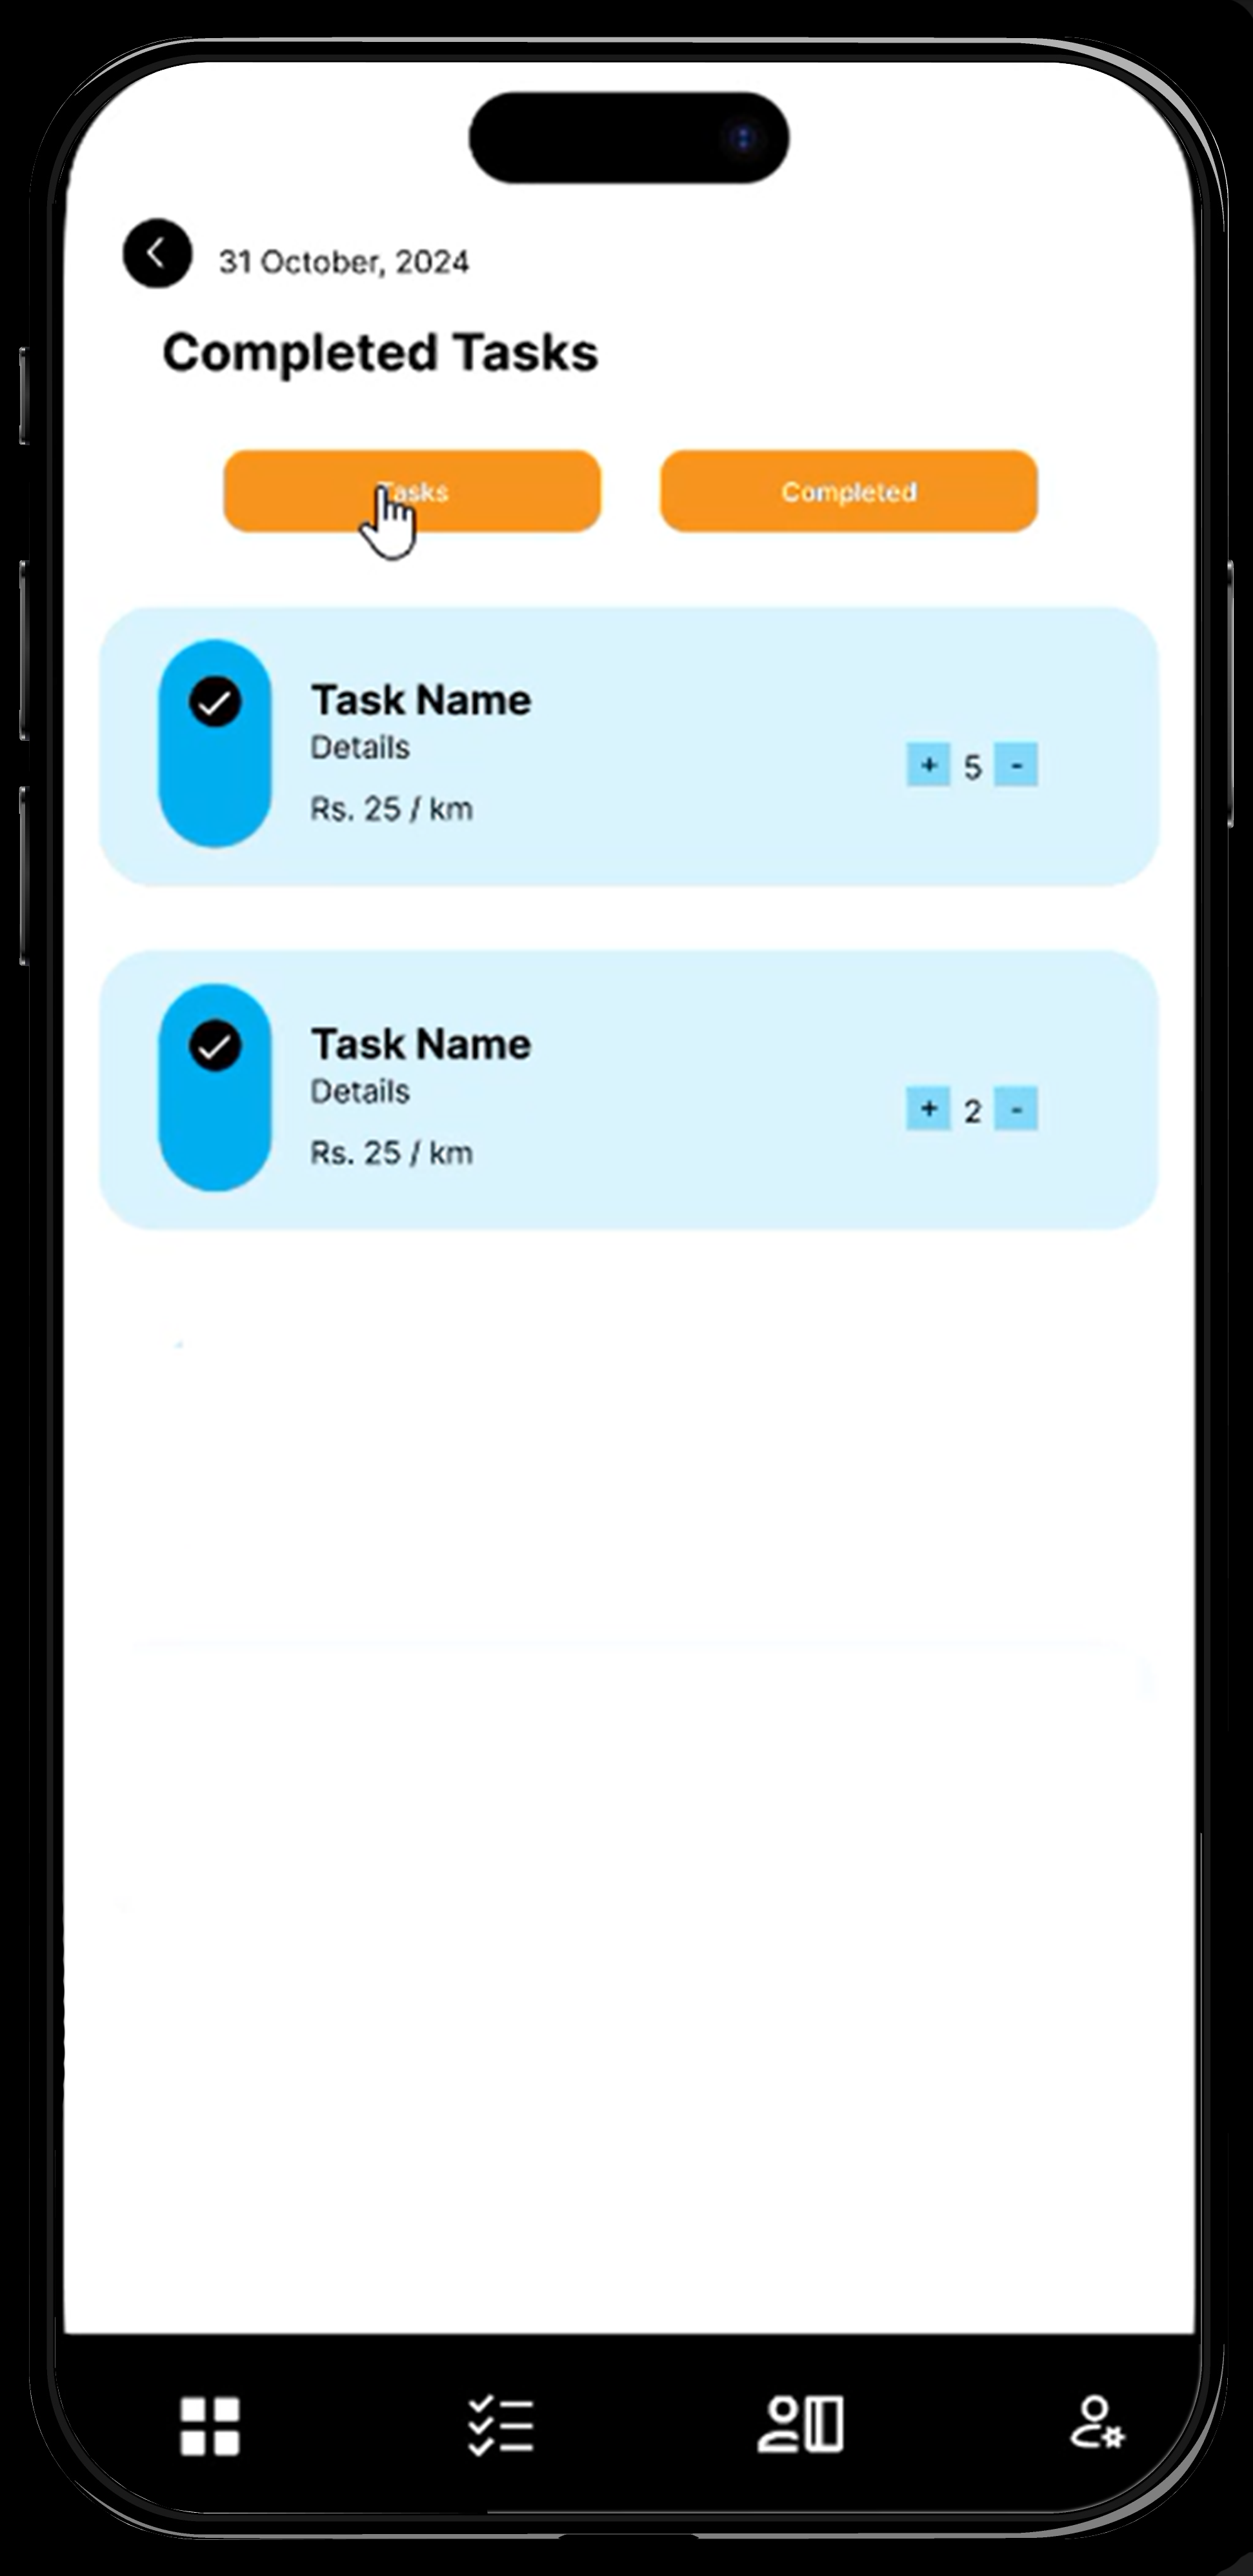 31 October, 2024
Completed Tasks
Tasks
Completed
Task Name
Details
Rs. 25 / km
+ 5 -
Task Name
Details
Rs. 25 / km
+ 2 -